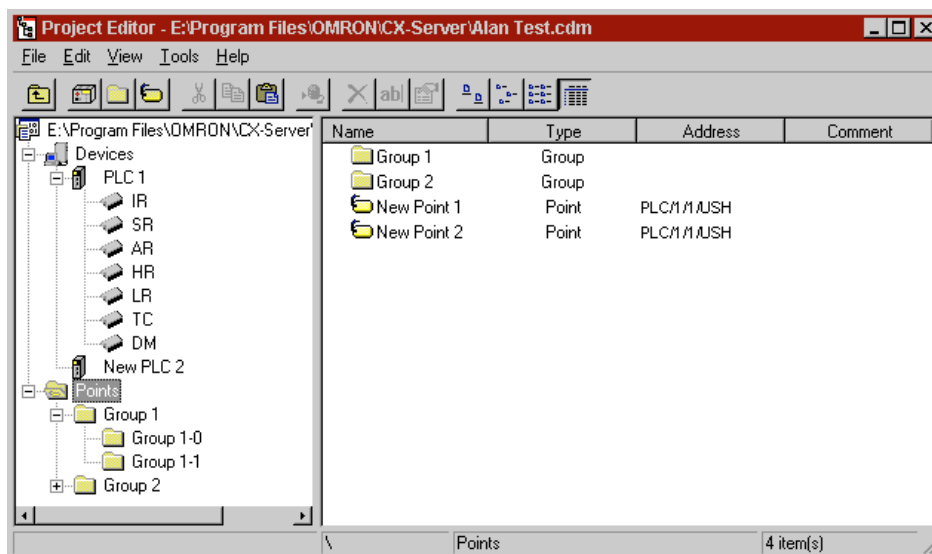 Project Editor - E:\Program Files\OMRON\CX-Server\Alan Test.cdm
File Edit View Tools Help
ab
E:\Program Files\OMRON\CX-Server'
Devices
PLC 1
IR
SR
AR
HR
LR
TC
DM
New PLC 2
Points
Group 1
Group 1-0
Group 1-1
Group 2
Name Type Address Comment
Group 1 Group
Group 2 Group
New Point 1 Point PLC/1/1/USH
New Point 2 Point PLC/1/1/USH
\ Points 4 item(s)